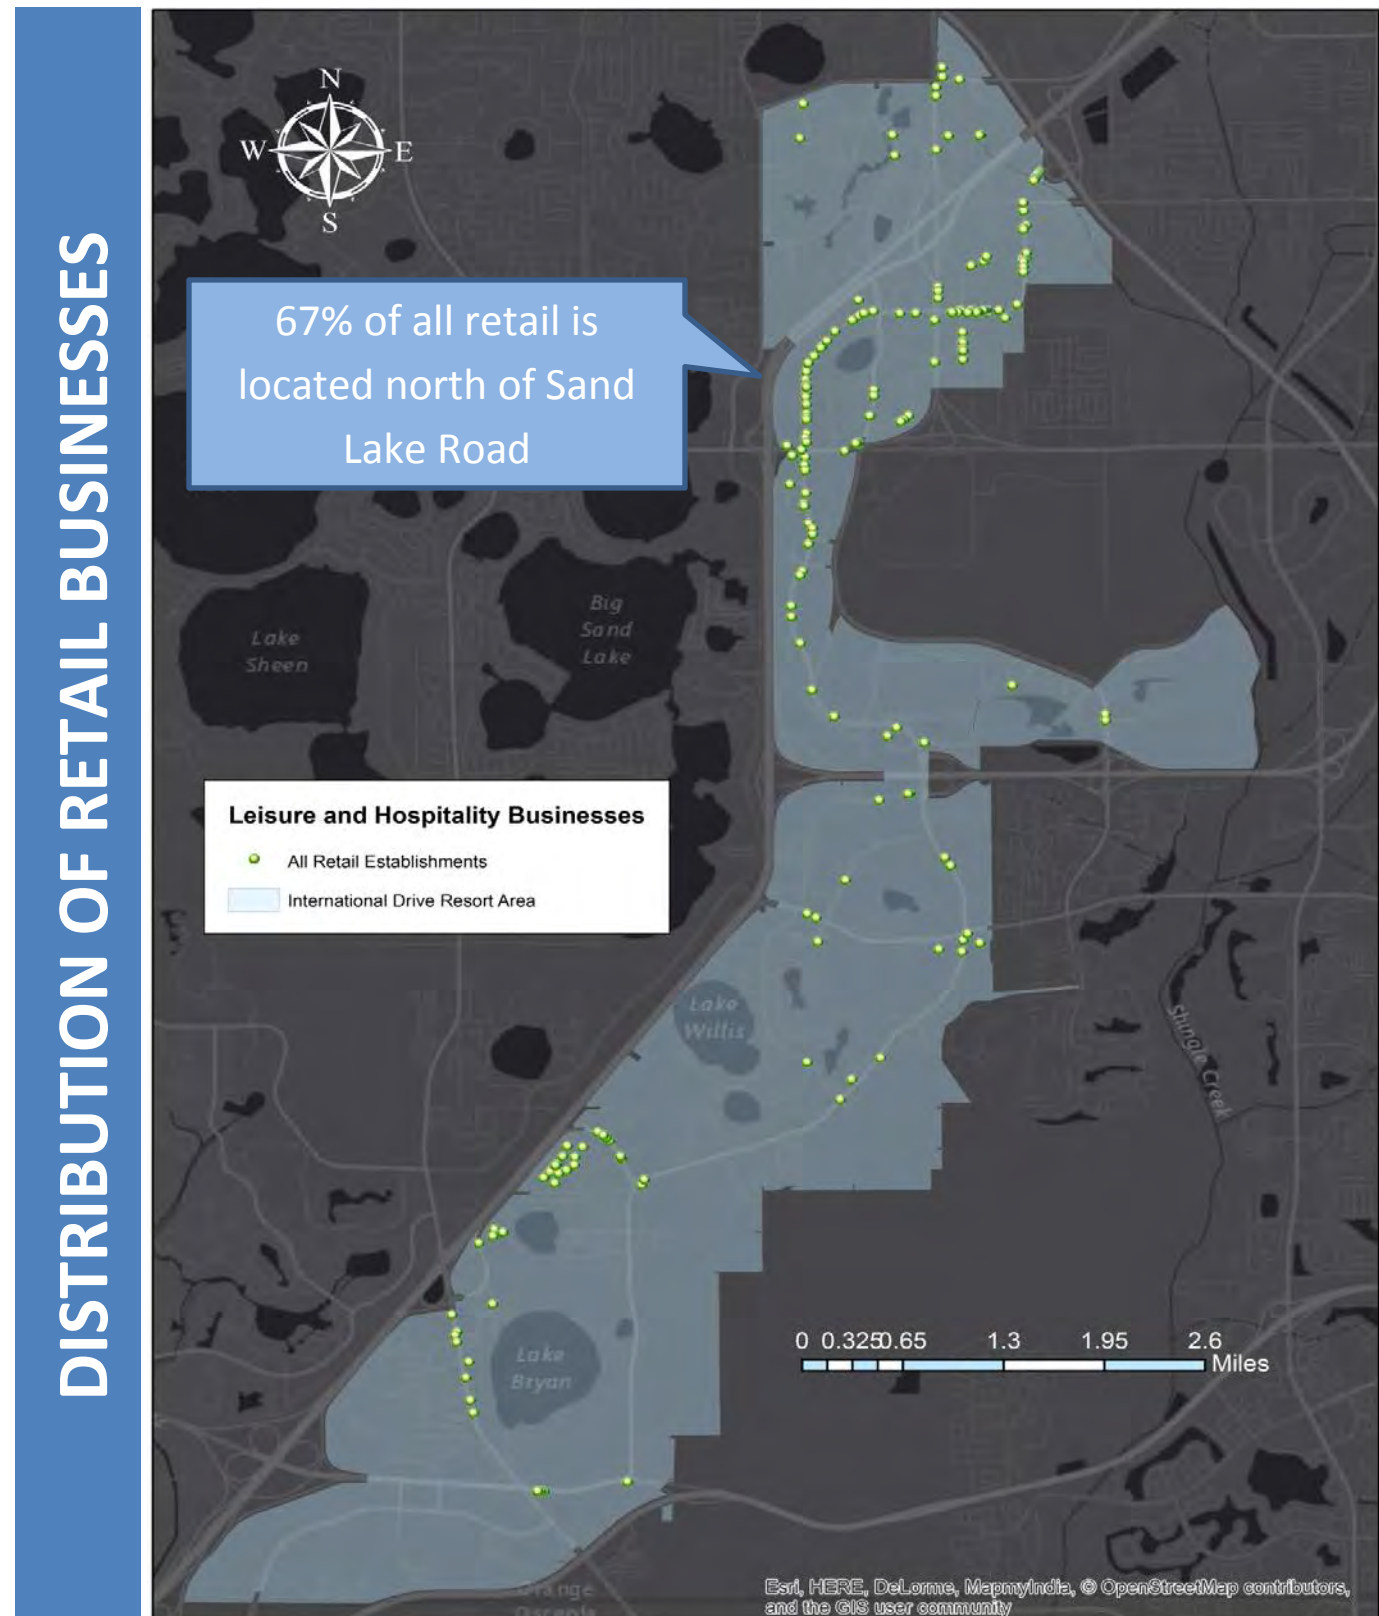 DISTRIBUTION OF RETAIL BUSINESSES
N
W
E
S
67% of all retail is
located north of Sand
Lake Road
Lake
Sheen
Big
Sand
Lake
Leisure and Hospitality Businesses
All Retail Establishments
International Drive Resort Area
Lake
Willis
Shingle Creek
Lake
Bryan
0 0.325 0.65 1.3 1.95 2.6
Miles
Orange
Osceola
Esri, HERE, DeLorme, MapmyIndia, © OpenStreetMap contributors,
and the GIS user community